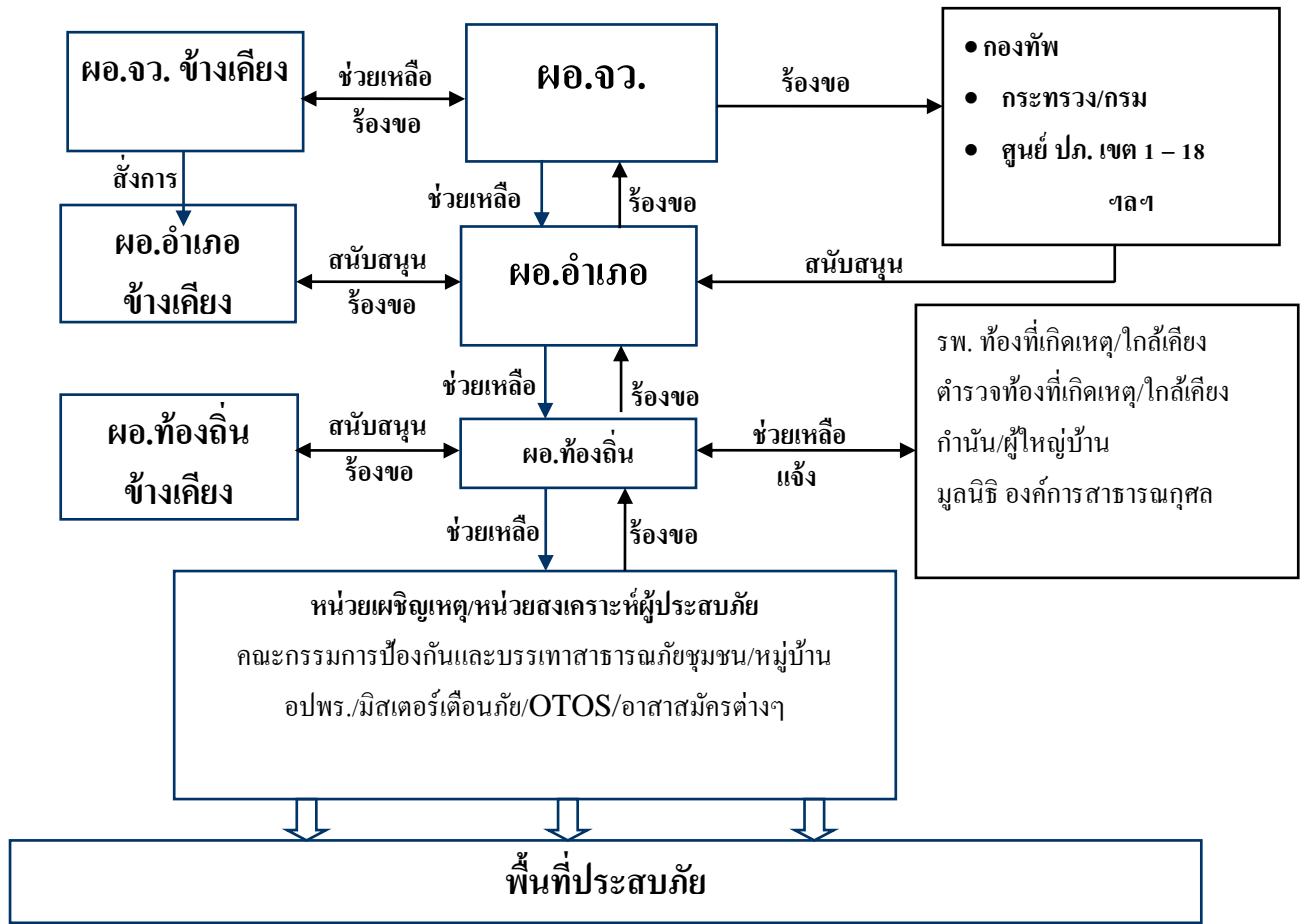 ผอ.จว. ข้างเคียง
ช่วยเหลือ
ร้องขอ
ผอ.จว.
ร้องขอ
● กองทัพ
● กระทรวง/กรม
● ศูนย์ ปภ. เขต 1 – 18
ฯลฯ
สั่งการ
ช่วยเหลือ
ร้องขอ
ผอ.อำเภอ
ข้างเคียง
สนับสนุน
ร้องขอ
ผอ.อำเภอ
สนับสนุน
ช่วยเหลือ
ร้องขอ
รพ. ท้องที่เกิดเหตุ/ใกล้เคียง
ตำรวจท้องที่เกิดเหตุ/ใกล้เคียง
กำนัน/ผู้ใหญ่บ้าน
มูลนิธิ องค์การสาธารณกุศล
ผอ.ท้องถิ่น
ข้างเคียง
สนับสนุน
ร้องขอ
ผอ.ท้องถิ่น
ช่วยเหลือ
แจ้ง
ช่วยเหลือ
ร้องขอ
หน่วยเผชิญเหตุ/หน่วยสงเคราะห์ผู้ประสบภัย
คณะกรรมการป้องกันและบรรเทาสาธารณภัยชุมชน/หมู่บ้าน
อปพร./มิสเตอร์เตือนภัย/OTOS/อาสาสมัครต่างๆ
พื้นที่ประสบภัย